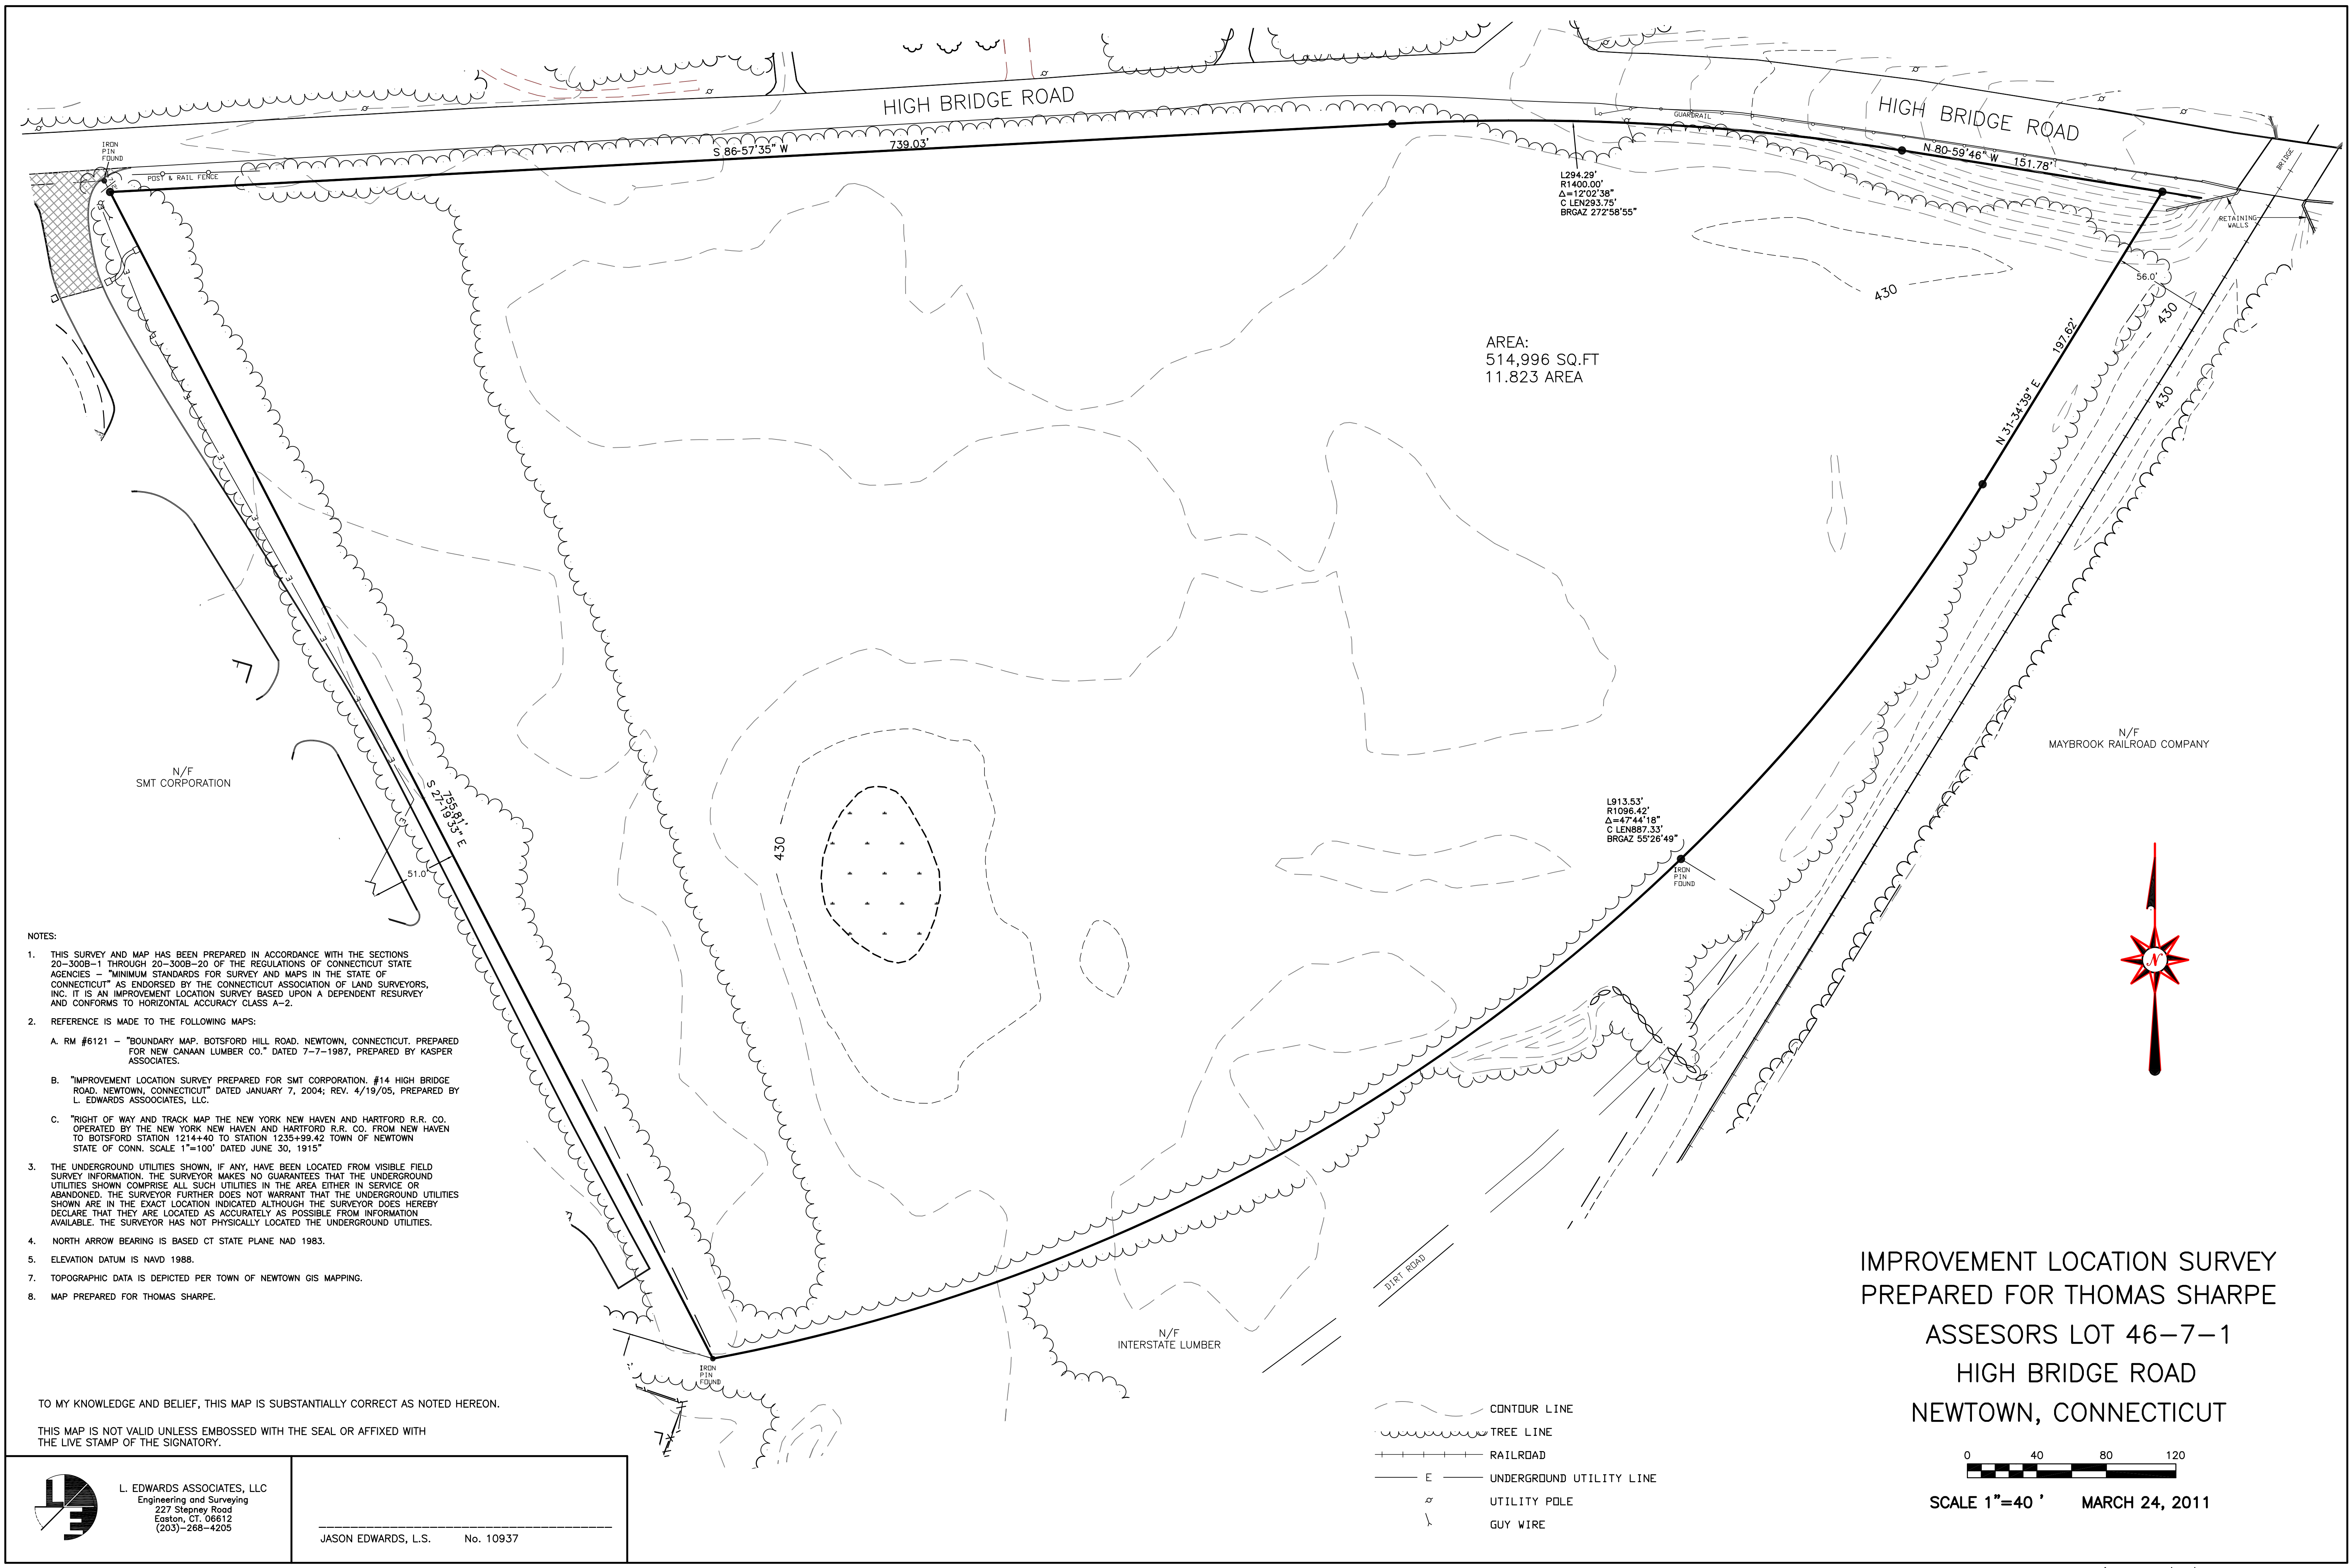 HIGH BRIDGE ROAD
HIGH BRIDGE ROAD
IRON
PIN
FOUND
POST & RAIL FENCE
S 86-57'35" W 739.03'
GUARDRAIL
N 80-59'46" W 151.78'
BRIDGE
RETAINING
WALLS
L294.29'
R1400.00'
Δ=12°02'38"
C LEN293.75'
BRGAZ 272°58'55"
56.0'
430
430
430
AREA:
514,996 SQ.FT
11.823 AREA
N 31-34'39" E 197.62'
N/F
SMT CORPORATION
755.81'
S 27-19'33" E
51.0'
430
L913.53'
R1096.42'
Δ=47°44'18"
C LEN887.33'
BRGAZ 55°26'49"
IRON
PIN
FOUND
N/F
MAYBROOK RAILROAD COMPANY
N
NOTES:
1. THIS SURVEY AND MAP HAS BEEN PREPARED IN ACCORDANCE WITH THE SECTIONS
20-300B-1 THROUGH 20-300B-20 OF THE REGULATIONS OF CONNECTICUT STATE
AGENCIES - "MINIMUM STANDARDS FOR SURVEY AND MAPS IN THE STATE OF
CONNECTICUT" AS ENDORSED BY THE CONNECTICUT ASSOCIATION OF LAND SURVEYORS,
INC. IT IS AN IMPROVEMENT LOCATION SURVEY BASED UPON A DEPENDENT RESURVEY
AND CONFORMS TO HORIZONTAL ACCURACY CLASS A-2.
2. REFERENCE IS MADE TO THE FOLLOWING MAPS:
A. RM #6121 - "BOUNDARY MAP. BOTSFORD HILL ROAD. NEWTOWN, CONNECTICUT. PREPARED
FOR NEW CANAAN LUMBER CO." DATED 7-7-1987, PREPARED BY KASPER
ASSOCIATES.
B. "IMPROVEMENT LOCATION SURVEY PREPARED FOR SMT CORPORATION. #14 HIGH BRIDGE
ROAD. NEWTOWN, CONNECTICUT" DATED JANUARY 7, 2004; REV. 4/19/05, PREPARED BY
L. EDWARDS ASSOOCIATES, LLC.
C. "RIGHT OF WAY AND TRACK MAP THE NEW YORK NEW HAVEN AND HARTFORD R.R. CO.
OPERATED BY THE NEW YORK NEW HAVEN AND HARTFORD R.R. CO. FROM NEW HAVEN
TO BOTSFORD STATION 1214+40 TO STATION 1235+99.42 TOWN OF NEWTOWN
STATE OF CONN. SCALE 1"=100' DATED JUNE 30, 1915"
3. THE UNDERGROUND UTILITIES SHOWN, IF ANY, HAVE BEEN LOCATED FROM VISIBLE FIELD
SURVEY INFORMATION. THE SURVEYOR MAKES NO GUARANTEES THAT THE UNDERGROUND
UTILITIES SHOWN COMPRISE ALL SUCH UTILITIES IN THE AREA EITHER IN SERVICE OR
ABANDONED. THE SURVEYOR FURTHER DOES NOT WARRANT THAT THE UNDERGROUND UTILITIES
SHOWN ARE IN THE EXACT LOCATION INDICATED ALTHOUGH THE SURVEYOR DOES HEREBY
DECLARE THAT THEY ARE LOCATED AS ACCURATELY AS POSSIBLE FROM INFORMATION
AVAILABLE. THE SURVEYOR HAS NOT PHYSICALLY LOCATED THE UNDERGROUND UTILITIES.
4. NORTH ARROW BEARING IS BASED CT STATE PLANE NAD 1983.
5. ELEVATION DATUM IS NAVD 1988.
7. TOPOGRAPHIC DATA IS DEPICTED PER TOWN OF NEWTOWN GIS MAPPING.
8. MAP PREPARED FOR THOMAS SHARPE.
DIRT ROAD
N/F
INTERSTATE LUMBER
IRON
PIN
FOUND
IMPROVEMENT LOCATION SURVEY
PREPARED FOR THOMAS SHARPE
ASSESORS LOT 46-7-1
HIGH BRIDGE ROAD
NEWTOWN, CONNECTICUT
0 40 80 120
SCALE 1"=40 ' MARCH 24, 2011
CONTOUR LINE
TREE LINE
RAILROAD
E UNDERGROUND UTILITY LINE
UTILITY POLE
GUY WIRE
TO MY KNOWLEDGE AND BELIEF, THIS MAP IS SUBSTANTIALLY CORRECT AS NOTED HEREON.
THIS MAP IS NOT VALID UNLESS EMBOSSED WITH THE SEAL OR AFFIXED WITH
THE LIVE STAMP OF THE SIGNATORY.
LE
L. EDWARDS ASSOCIATES, LLC
Engineering and Surveying
227 Stepney Road
Easton, CT. 06612
(203)-268-4205
JASON EDWARDS, L.S. No. 10937